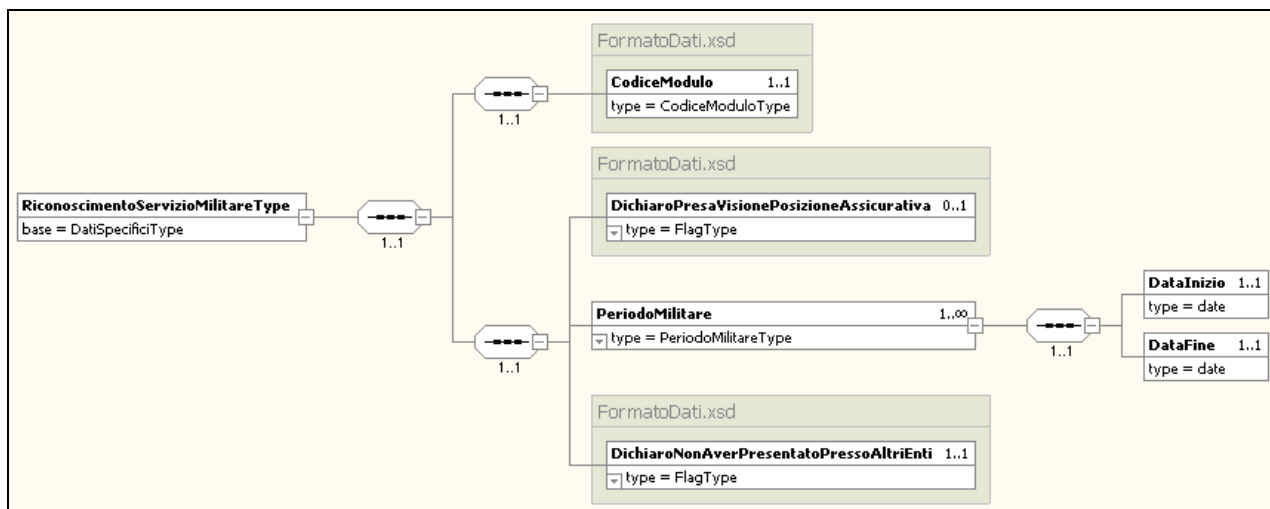 FormatoDati.xsd
CodiceModulo 1..1
type = CodiceModuloType
1..1
FormatoDati.xsd
DichiaroPresaVisionePosizioneAssicurativa 0..1
type = FlagType
RiconoscimentoServizioMilitareType
base = DatiSpecificiType
1..1
PeriodoMilitare 1..∞
type = PeriodoMilitareType
1..1
DataInizio 1..1
type = date
1..1
DataFine 1..1
type = date
FormatoDati.xsd
DichiaroNonAverPresentatoPressoAltriEnti 1..1
type = FlagType